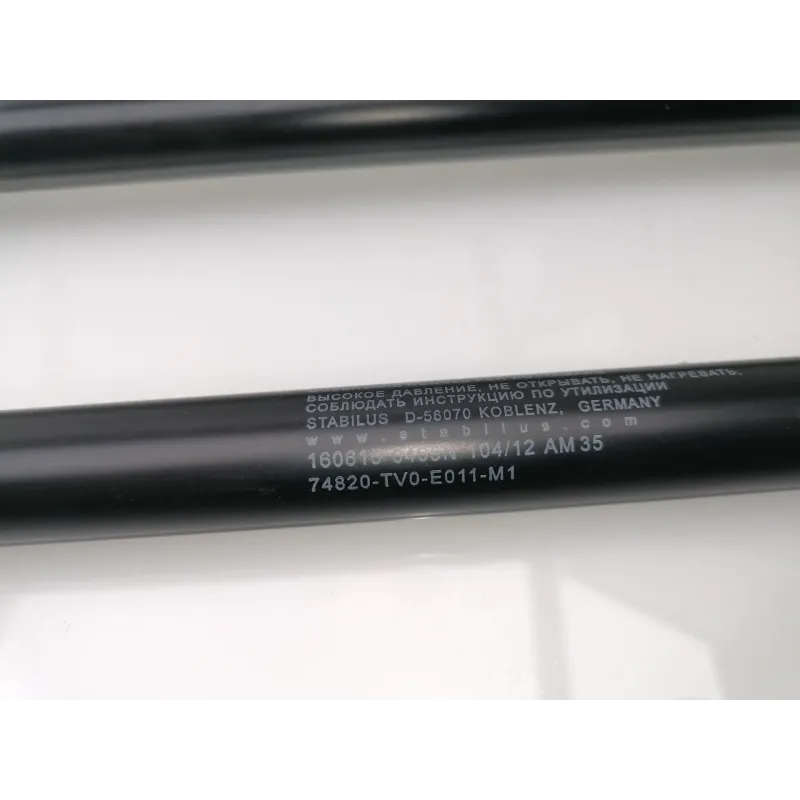 ВЫСОКОЕ ДАВЛЕНИЕ, НЕ ОТКРЫВАТЬ, НЕ НАГРЕВАТЬ,
СОБЛЮДАТЬ ИНСТРУКЦИЮ ПО УТИЛИЗАЦИИ
STABILUS D-56070 KOBLENZ, GERMANY
www.stabilus.com
104/12 AM 35
74820-TV0-E011-M1